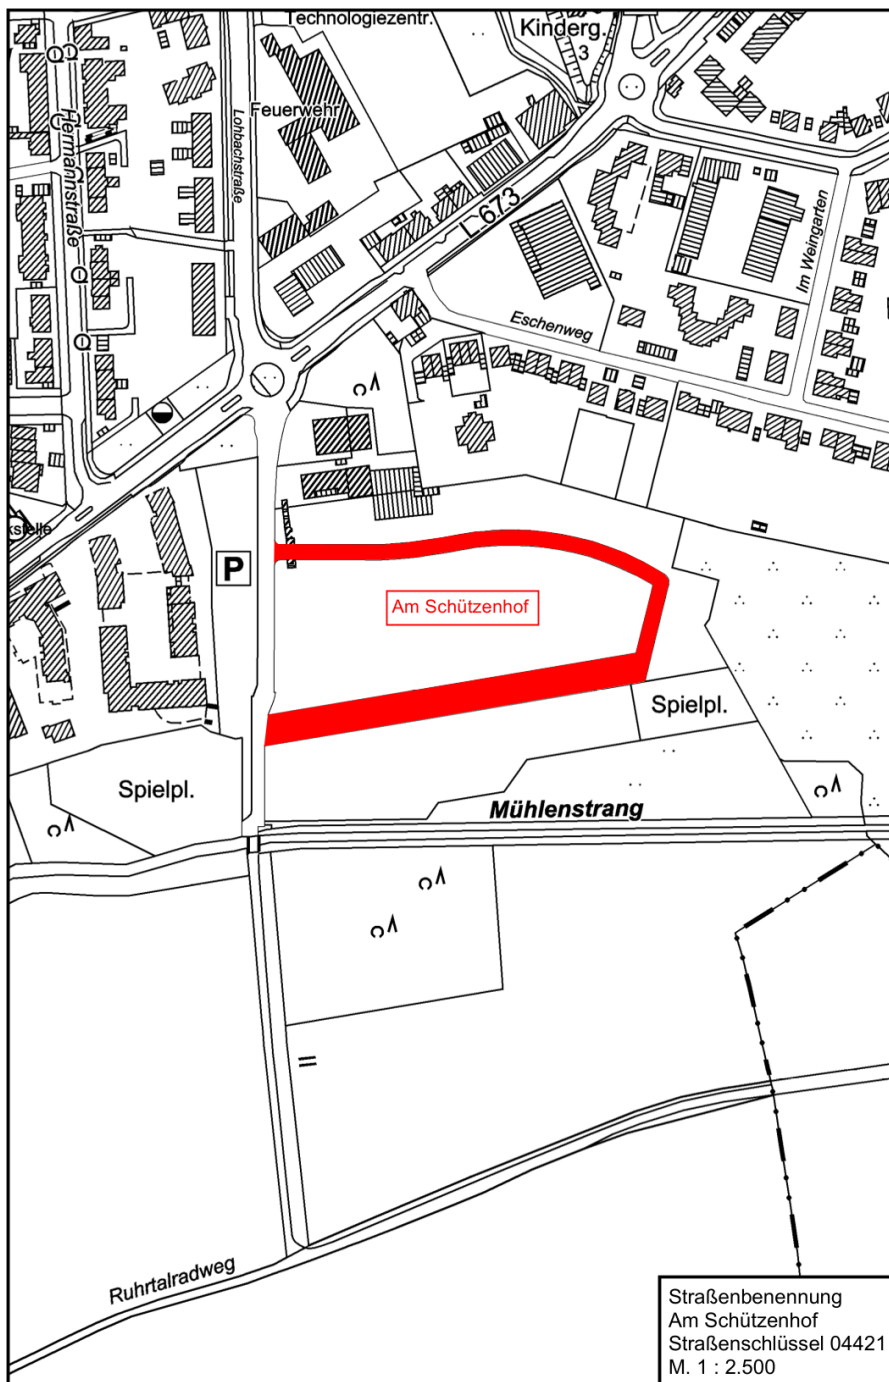 Technologiezentr.
Kinderg.
3
Feuerwehr
Hermannstraße
Lohbachstraße
L 673
Im Weingarten
Eschenweg
kstelle
P
Am Schützenhof
Spielpl.
Spielpl.
Mühlenstrang
Ruhrtalradweg
Straßenbenennung
Am Schützenhof
Straßenschlüssel 04421
M. 1 : 2.500